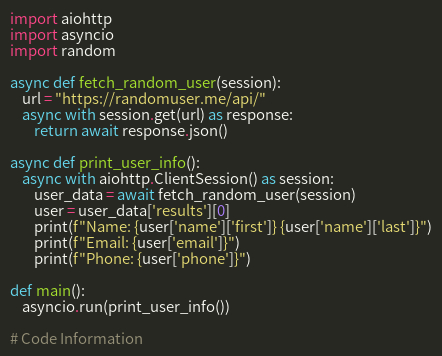 import aiohttp
import asyncio
import random

async def fetch_random_user(session):
    url = "https://randomuser.me/api/"
    async with session.get(url) as response:
        return await response.json()

async def print_user_info():
    async with aiohttp.ClientSession() as session:
        user_data = await fetch_random_user(session)
        user = user_data['results'][0]
        print(f"Name: {user['name']['first']} {user['name']['last']}")
        print(f"Email: {user['email']}")
        print(f"Phone: {user['phone']}")

def main():
    asyncio.run(print_user_info())

# Code Information